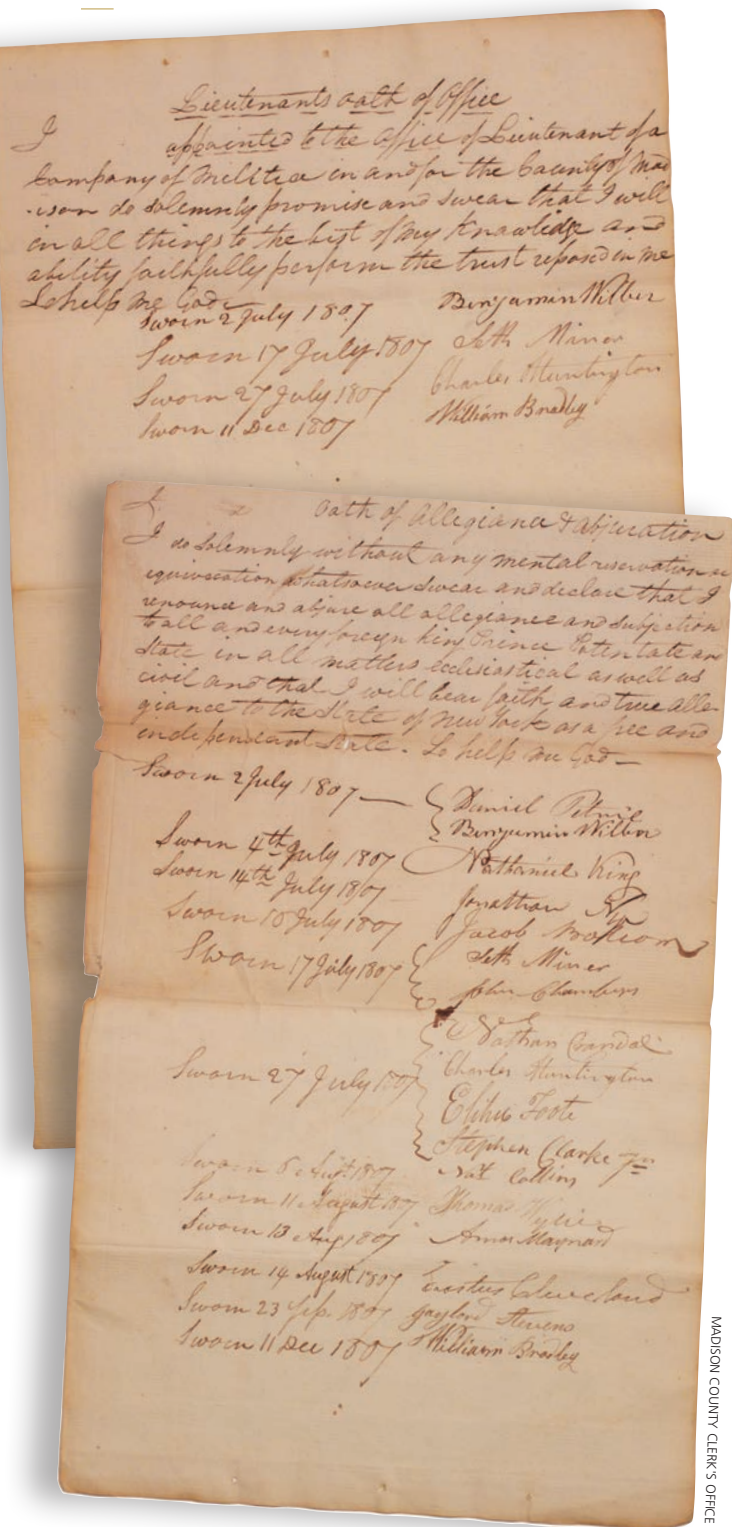 Lieutenants oath of Office
I appointed to the Office of Lieutenant of a
Company of Militia in and for the County of Mad
-ison do solemnly promise and swear that I will
in all things to the best of my Knowledge and
ability faithfully perform the trust reposed in me
So help me God
Sworn 2 July 1807 Benjamin Wilber
Sworn 17 July 1807 Seth Miner
Sworn 27 July 1807 Charles Huntington
Sworn 11 Dec 1807 William Bradley
Oath of Allegiance & Abjuration
I do solemnly without any mental reservation or
equivocation whatsoever swear and declare that I
renounce and abjure all allegiance and subjection
to all and every foreign king Prince Potentate and
State in all matters ecclesiastical as well as
civil and that I will bear faith and true alle-
giance to the State of New York as a free and
independent State. So help me God —
Sworn 2 July 1807 — Daniel
Benjamin Wilber
Sworn 4th July 1807 Nathaniel King
Sworn 14th July 1807 Jonathan
Sworn 18 July 1807 Jacob
Sworn 17 July 1807 Seth Miner
John Chambers
Sworn 27 July 1807 Nathan Crandal
Charles Huntington
Elihu Foote
Stephen Clarke Jn
Sworn 8 Augt 1807 Nat Collins
Sworn 11 August 1807 Thomas Wylie
Sworn 13 Aug 1807 Amos Maynard
Sworn 14 August 1807 Erastus Cleveland
Sworn 23 Sep. 1807 Gaylord Stevens
Sworn 11 Dec 1807 William Bradley
MADISON COUNTY CLERK'S OFFICE